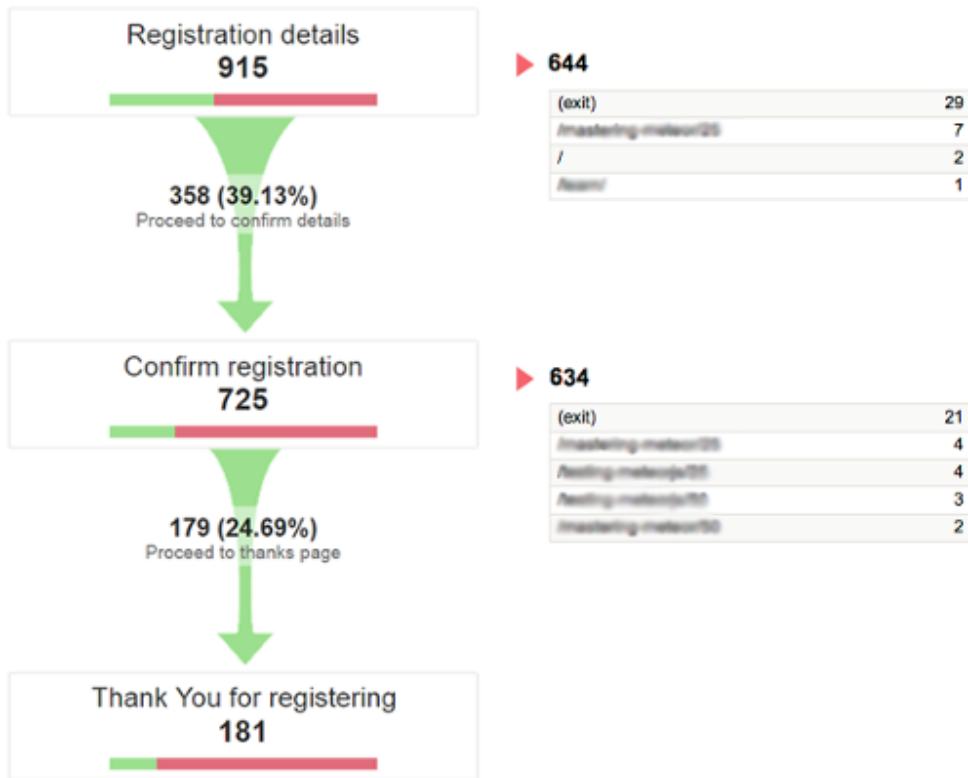 Registration details
915
644
(exit) 29
7
/ 2
1
358 (39.13%)
Proceed to confirm details
Confirm registration
725
634
(exit) 21
4
4
3
2
179 (24.69%)
Proceed to thanks page
Thank You for registering
181